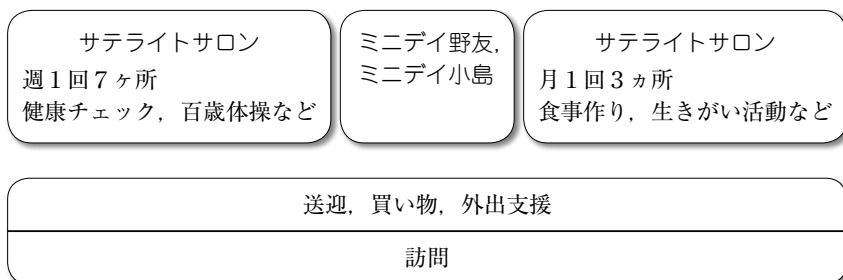 サテライトサロン
週１回７ヶ所
健康チェック，百歳体操など
ミニデイ野友，
ミニデイ小島
サテライトサロン
月１回３ヵ所
食事作り，生きがい活動など
送迎，買い物，外出支援
訪問